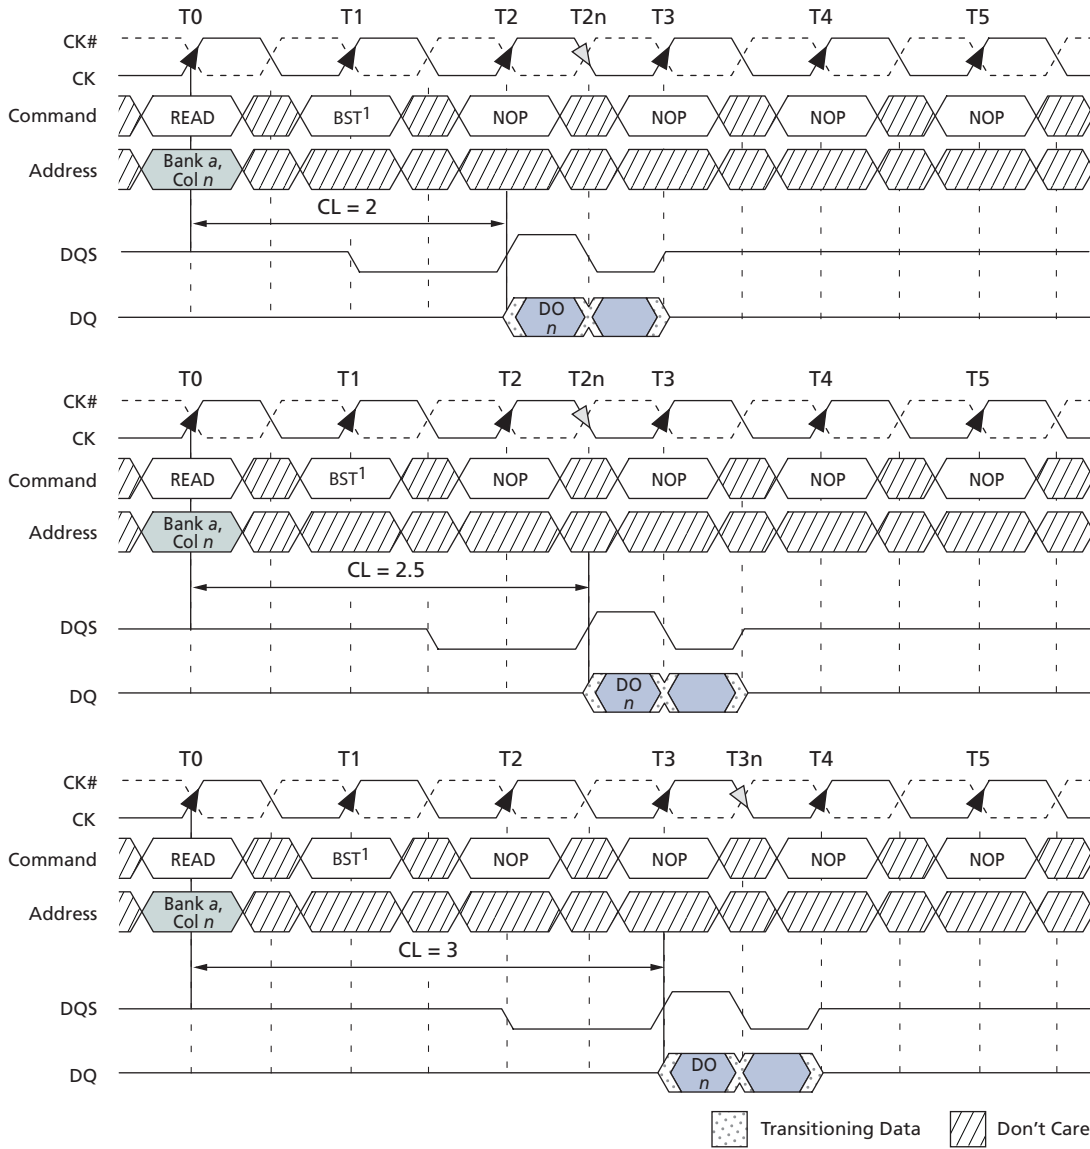 T0 T1 T2 T2n T3 T4 T5
CK#
CK
Command READ BST1 NOP NOP NOP NOP
Address Bank a,
Col n
CL = 2
DQS
DQ DO
n
T0 T1 T2 T2n T3 T4 T5
CK#
CK
Command READ BST1 NOP NOP NOP NOP
Address Bank a,
Col n
CL = 2.5
DQS
DQ DO
n
T0 T1 T2 T3 T3n T4 T5
CK#
CK
Command READ BST1 NOP NOP NOP NOP
Address Bank a,
Col n
CL = 3
DQS
DQ DO
n
Transitioning Data Don't Care